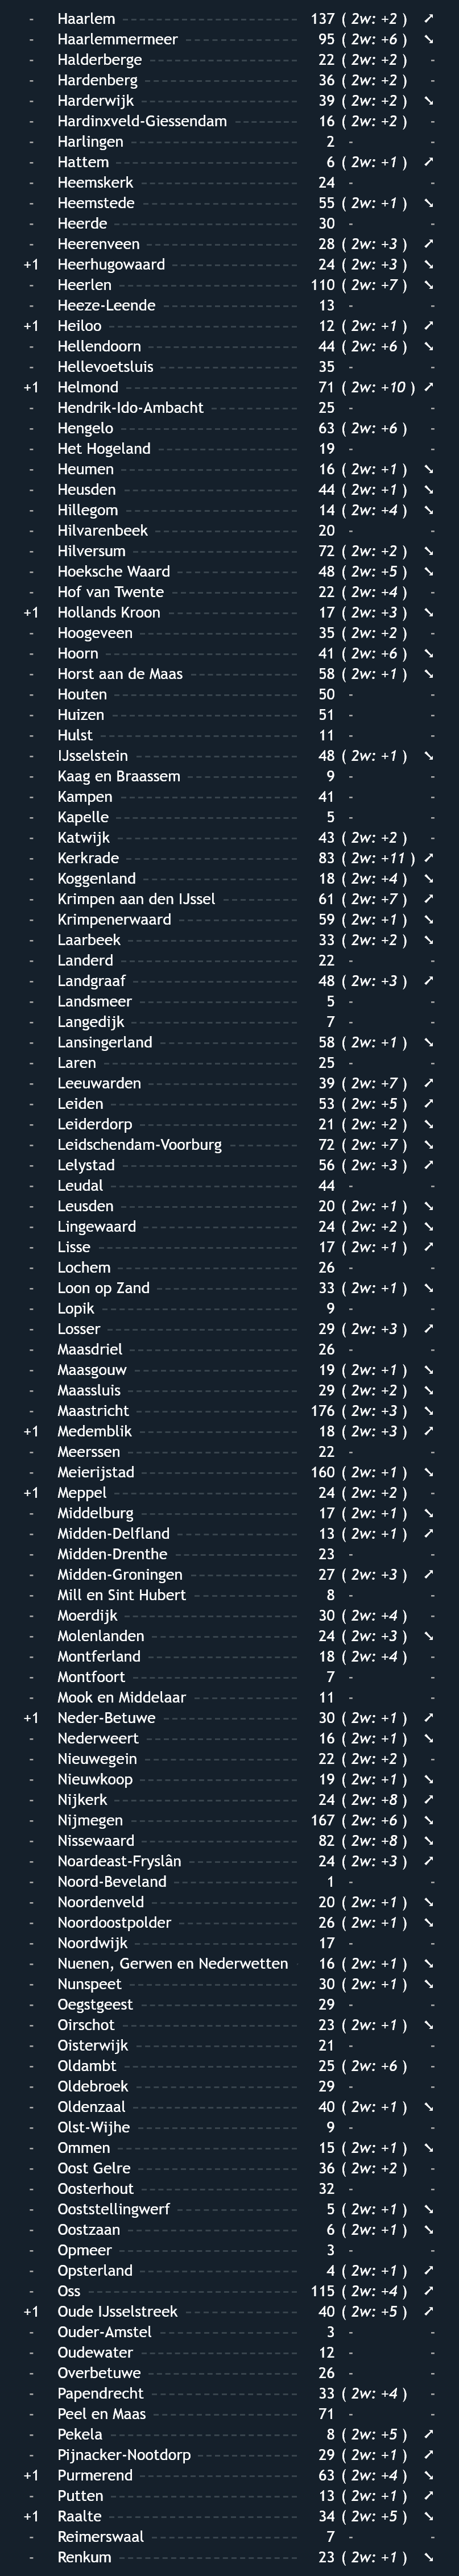 - Haarlem 137 ( 2w: +2 ) ➚
- Haarlemmermeer 95 ( 2w: +6 ) ➘
- Halderberge 22 ( 2w: +2 ) -
- Hardenberg 36 ( 2w: +2 ) -
- Harderwijk 39 ( 2w: +2 ) ➘
- Hardinxveld-Giessendam 16 ( 2w: +2 ) -
- Harlingen 2 - -
- Hattem 6 ( 2w: +1 ) ➚
- Heemskerk 24 - -
- Heemstede 55 ( 2w: +1 ) ➘
- Heerde 30 - -
- Heerenveen 28 ( 2w: +3 ) ➚
+1 Heerhugowaard 24 ( 2w: +3 ) ➘
- Heerlen 110 ( 2w: +7 ) ➘
- Heeze-Leende 13 - -
+1 Heiloo 12 ( 2w: +1 ) ➚
- Hellendoorn 44 ( 2w: +6 ) ➘
- Hellevoetsluis 35 - -
+1 Helmond 71 ( 2w: +10 ) ➚
- Hendrik-Ido-Ambacht 25 - -
- Hengelo 63 ( 2w: +6 ) -
- Het Hogeland 19 - -
- Heumen 16 ( 2w: +1 ) ➘
- Heusden 44 ( 2w: +1 ) ➘
- Hillegom 14 ( 2w: +4 ) ➘
- Hilvarenbeek 20 - -
- Hilversum 72 ( 2w: +2 ) ➘
- Hoeksche Waard 48 ( 2w: +5 ) ➘
- Hof van Twente 22 ( 2w: +4 ) -
+1 Hollands Kroon 17 ( 2w: +3 ) ➘
- Hoogeveen 35 ( 2w: +2 ) -
- Hoorn 41 ( 2w: +6 ) ➘
- Horst aan de Maas 58 ( 2w: +1 ) ➘
- Houten 50 - -
- Huizen 51 - -
- Hulst 11 - -
- IJsselstein 48 ( 2w: +1 ) ➘
- Kaag en Braassem 9 - -
- Kampen 41 - -
- Kapelle 5 - -
- Katwijk 43 ( 2w: +2 ) -
- Kerkrade 83 ( 2w: +11 ) ➚
- Koggenland 18 ( 2w: +4 ) ➘
- Krimpen aan den IJssel 61 ( 2w: +7 ) ➚
- Krimpenerwaard 59 ( 2w: +1 ) ➘
- Laarbeek 33 ( 2w: +2 ) ➘
- Landerd 22 - -
- Landgraaf 48 ( 2w: +3 ) ➚
- Landsmeer 5 - -
- Langedijk 7 - -
- Lansingerland 58 ( 2w: +1 ) ➘
- Laren 25 - -
- Leeuwarden 39 ( 2w: +7 ) ➚
- Leiden 53 ( 2w: +5 ) ➚
- Leiderdorp 21 ( 2w: +2 ) ➘
- Leidschendam-Voorburg 72 ( 2w: +7 ) ➘
- Lelystad 56 ( 2w: +3 ) ➚
- Leudal 44 - -
- Leusden 20 ( 2w: +1 ) ➘
- Lingewaard 24 ( 2w: +2 ) ➘
- Lisse 17 ( 2w: +1 ) ➚
- Lochem 26 - -
- Loon op Zand 33 ( 2w: +1 ) ➘
- Lopik 9 - -
- Losser 29 ( 2w: +3 ) ➚
- Maasdriel 26 - -
- Maasgouw 19 ( 2w: +1 ) ➘
- Maassluis 29 ( 2w: +2 ) ➘
- Maastricht 176 ( 2w: +3 ) ➘
+1 Medemblik 18 ( 2w: +3 ) ➚
- Meerssen 22 - -
- Meierijstad 160 ( 2w: +1 ) ➘
+1 Meppel 24 ( 2w: +2 ) -
- Middelburg 17 ( 2w: +1 ) ➘
- Midden-Delfland 13 ( 2w: +1 ) ➚
- Midden-Drenthe 23 - -
- Midden-Groningen 27 ( 2w: +3 ) ➚
- Mill en Sint Hubert 8 - -
- Moerdijk 30 ( 2w: +4 ) -
- Molenlanden 24 ( 2w: +3 ) ➘
- Montferland 18 ( 2w: +4 ) -
- Montfoort 7 - -
- Mook en Middelaar 11 - -
+1 Neder-Betuwe 30 ( 2w: +1 ) ➚
- Nederweert 16 ( 2w: +1 ) ➘
- Nieuwegein 22 ( 2w: +2 ) -
- Nieuwkoop 19 ( 2w: +1 ) ➘
- Nijkerk 24 ( 2w: +8 ) ➚
- Nijmegen 167 ( 2w: +6 ) ➘
- Nissewaard 82 ( 2w: +8 ) ➘
- Noardeast-Fryslân 24 ( 2w: +3 ) ➚
- Noord-Beveland 1 - -
- Noordenveld 20 ( 2w: +1 ) ➘
- Noordoostpolder 26 ( 2w: +1 ) ➘
- Noordwijk 17 - -
- Nuenen, Gerwen en Nederwetten 16 ( 2w: +1 ) ➘
- Nunspeet 30 ( 2w: +1 ) ➘
- Oegstgeest 29 - -
- Oirschot 23 ( 2w: +1 ) ➘
- Oisterwijk 21 - -
- Oldambt 25 ( 2w: +6 ) -
- Oldebroek 29 - -
- Oldenzaal 40 ( 2w: +1 ) ➘
- Olst-Wijhe 9 - -
- Ommen 15 ( 2w: +1 ) ➘
- Oost Gelre 36 ( 2w: +2 ) -
- Oosterhout 32 - -
- Ooststellingwerf 5 ( 2w: +1 ) ➘
- Oostzaan 6 ( 2w: +1 ) ➘
- Opmeer 3 - -
- Opsterland 4 ( 2w: +1 ) ➚
- Oss 115 ( 2w: +4 ) ➚
+1 Oude IJsselstreek 40 ( 2w: +5 ) ➚
- Ouder-Amstel 3 - -
- Oudewater 12 - -
- Overbetuwe 26 - -
- Papendrecht 33 ( 2w: +4 ) -
- Peel en Maas 71 - -
- Pekela 8 ( 2w: +5 ) ➚
- Pijnacker-Nootdorp 29 ( 2w: +1 ) ➚
+1 Purmerend 63 ( 2w: +4 ) ➘
- Putten 13 ( 2w: +1 ) ➚
+1 Raalte 34 ( 2w: +5 ) ➘
- Reimerswaal 7 - -
- Renkum 23 ( 2w: +1 ) ➘